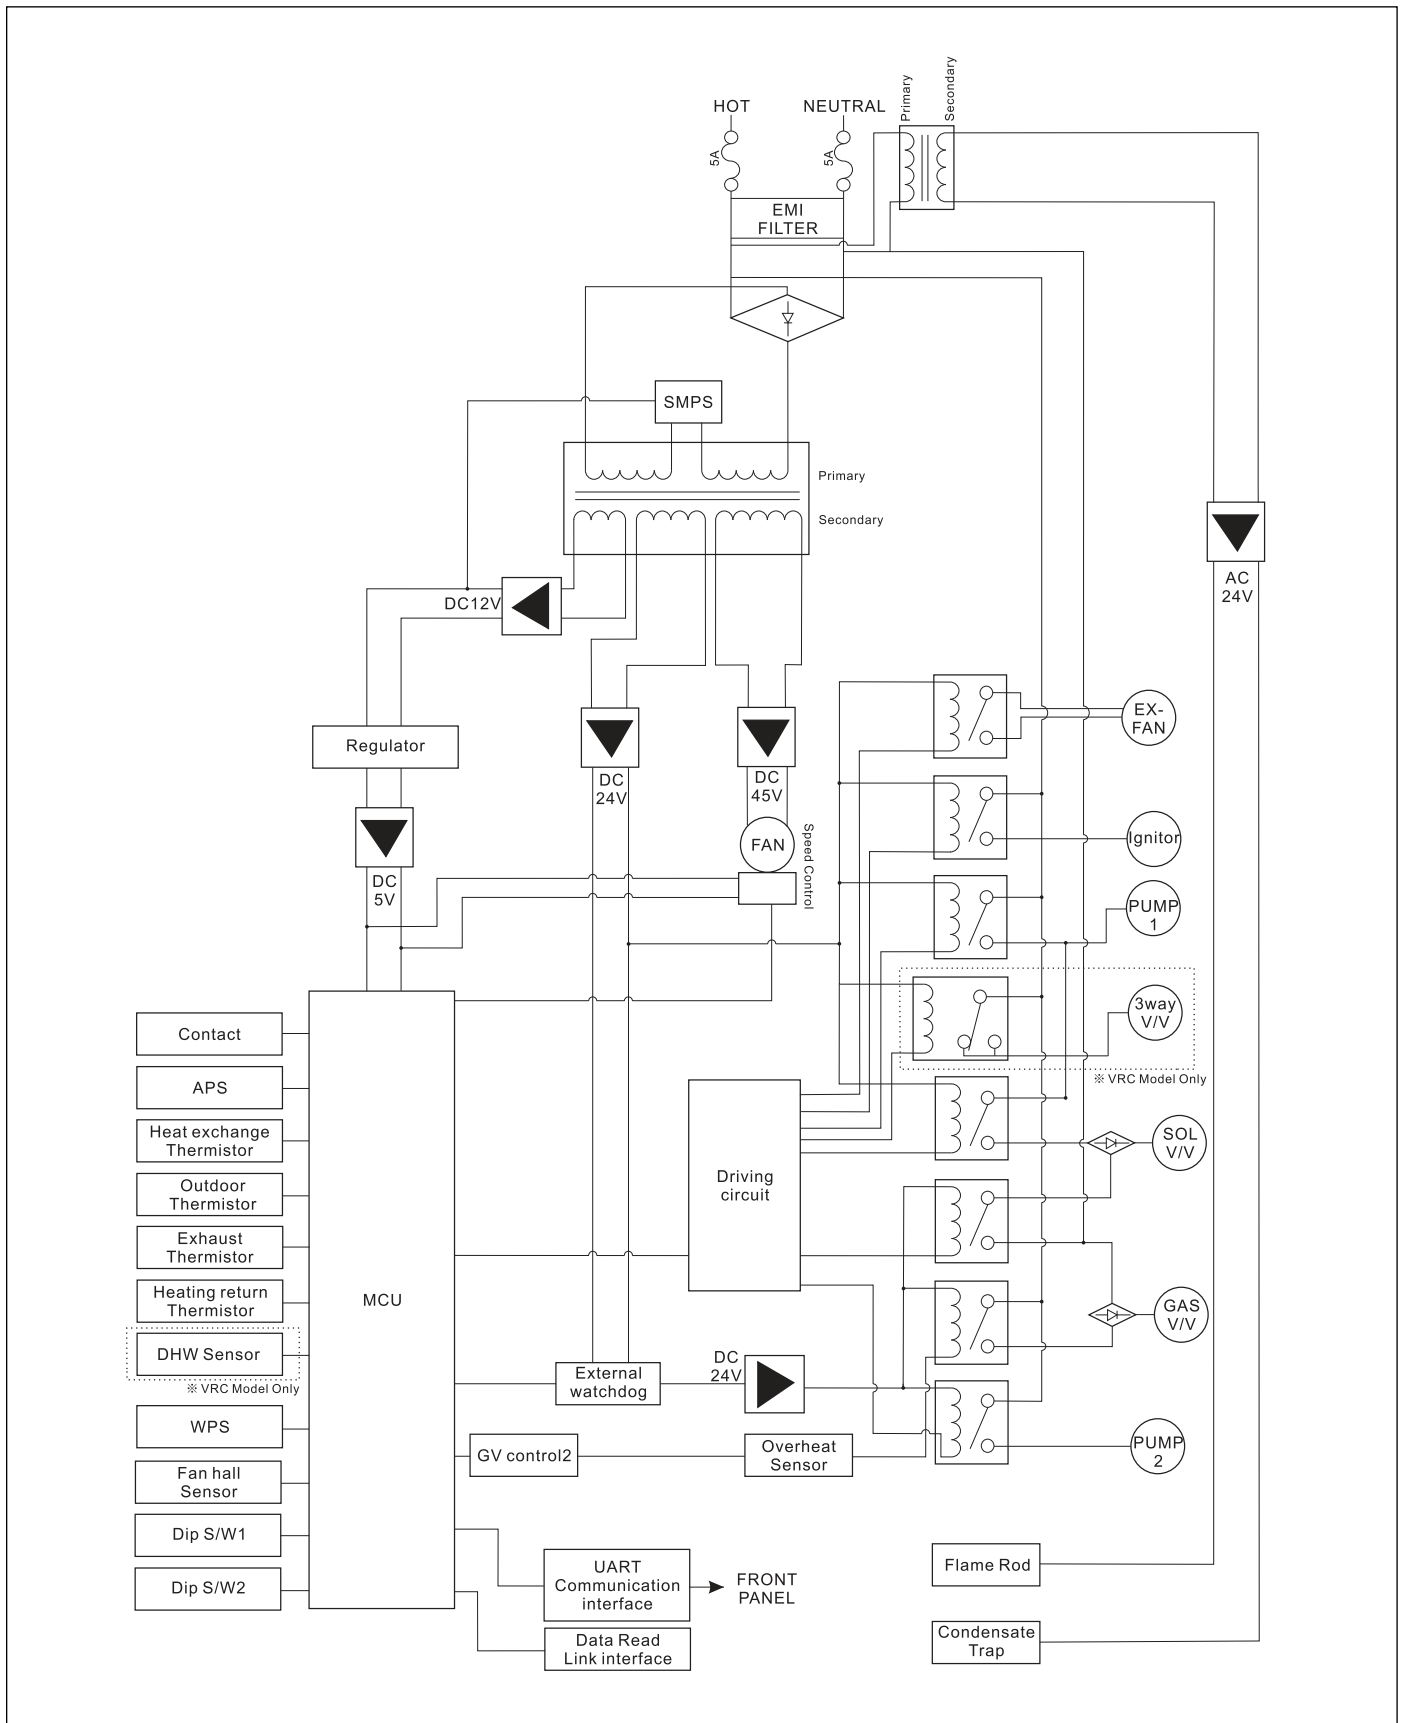 HOT
NEUTRAL
Primary
Secondary
5A
5A
EMI
FILTER
SMPS
Primary
Secondary
DC12V
AC
24V
Regulator
DC
24V
DC
45V
FAN
Speed Control
DC
5V
EX-
FAN
Ignitor
PUMP
1
3way
V/V
※ VRC Model Only
SOL
V/V
GAS
V/V
PUMP
2
Contact
APS
Heat exchange
Thermistor
Outdoor
Thermistor
Exhaust
Thermistor
Heating return
Thermistor
DHW Sensor
※ VRC Model Only
WPS
Fan hall
Sensor
Dip S/W1
Dip S/W2
MCU
Driving
circuit
External
watchdog
DC
24V
GV control2
Overheat
Sensor
UART
Communication
interface
FRONT
PANEL
Data Read
Link interface
Flame Rod
Condensate
Trap